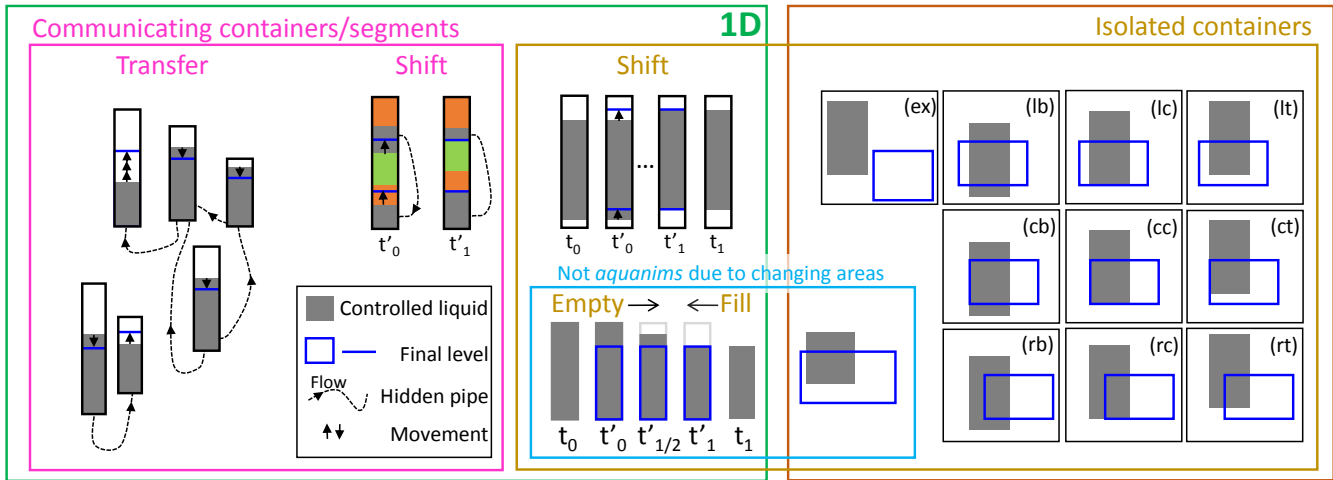 Communicating containers/segments
1D
Isolated containers
Transfer
Shift
Shift
(ex)
(lb)
(lc)
(lt)
...
t'₀
t'₁
t₀
t'₀
t'₁
t₁
(cb)
(cc)
(ct)
Not aquanims due to changing areas
Empty
Fill
Controlled liquid
Final level
Flow
Hidden pipe
Movement
(rb)
(rc)
(rt)
t₀
t'₀
t'₁/₂
t'₁
t₁